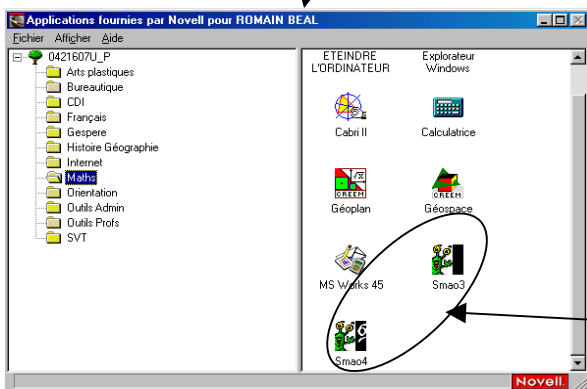 Applications fournies par Novell pour ROMAIN BEAL
Fichier Afficher Aide
0421607U_P
Arts plastiques
Bureautique
CDI
Français
Gespere
Histoire Géographie
Internet
Maths
Orientation
Outils Admin
Outils Profs
SVT
ETEINDRE L'ORDINATEUR
Explorateur Windows
Cabri II
Calculatrice
CREEM
Géoplan
CREEM
Géospace
MS Works 45
Smao3
Smao4
Novell.